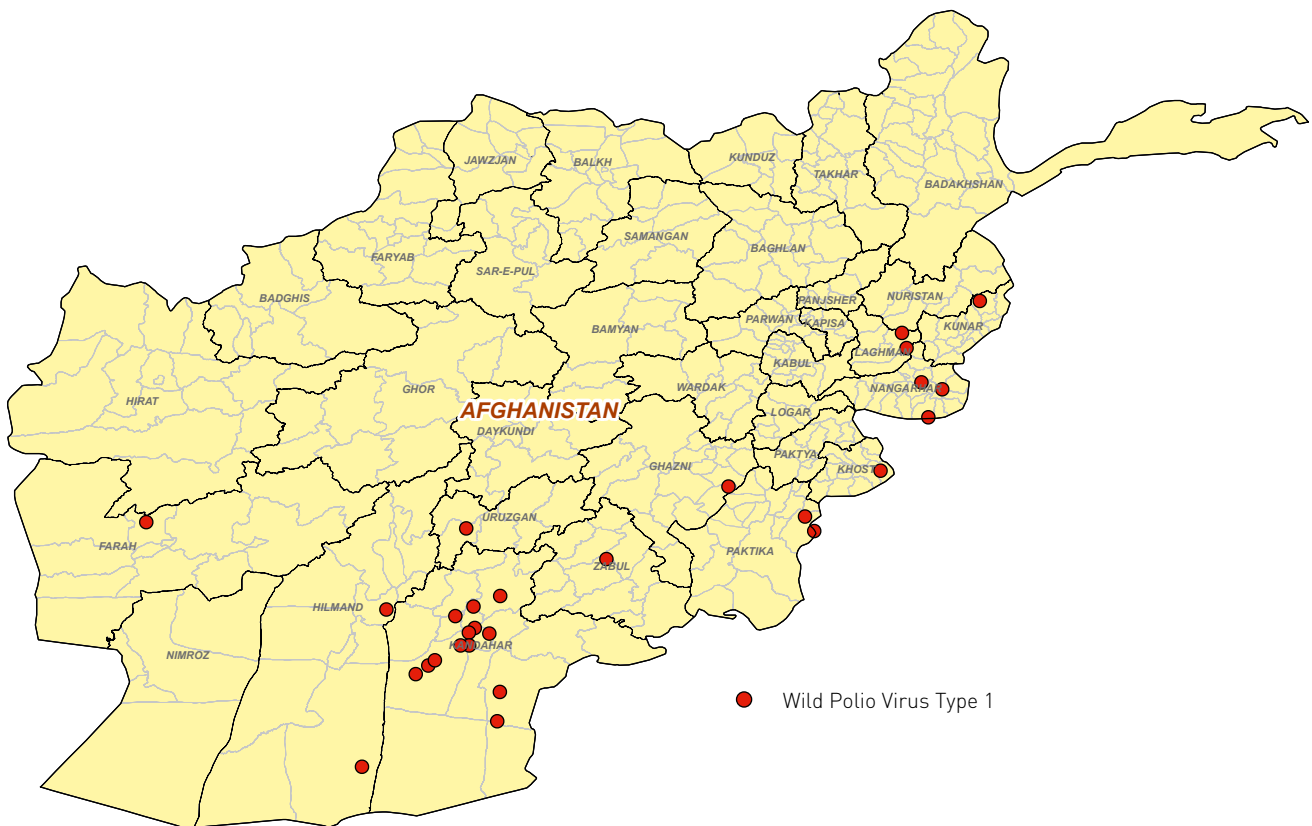 JAWZJAN
BALKH
KUNDUZ
TAKHAR
BADAKHSHAN
FARYAB
SAR-E-PUL
SAMANGAN
BAGHLAN
BADGHIS
PANJSHER
NURISTAN
PARWAN
KAPISA
KUNAR
BAMYAN
LAGHMAN
KABUL
HIRAT
GHOR
WARDAK
NANGARHAR
AFGHANISTAN
LOGAR
DAYKUNDI
PAKTYA
GHAZNI
KHOST
URUZGAN
FARAH
PAKTIKA
ZABUL
HILMAND
KANDAHAR
NIMROZ
Wild Polio Virus Type 1